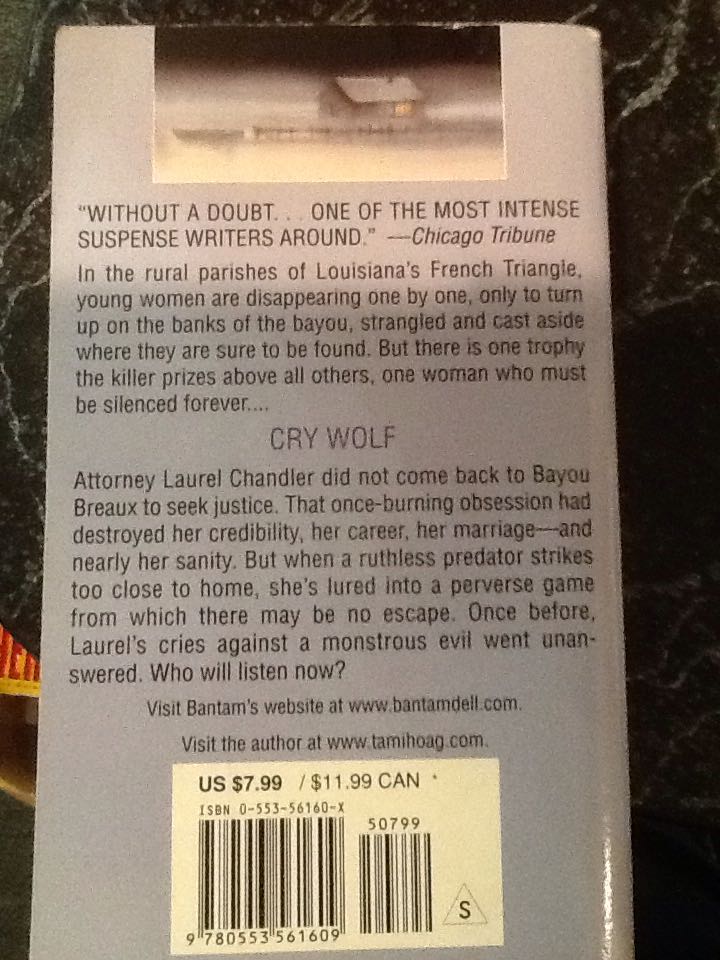 "WITHOUT A DOUBT. . . ONE OF THE MOST INTENSE
SUSPENSE WRITERS AROUND." —Chicago Tribune
In the rural parishes of Louisiana's French Triangle,
young women are disappearing one by one, only to turn
up on the banks of the bayou, strangled and cast aside
where they are sure to be found. But there is one trophy
the killer prizes above all others, one woman who must
be silenced forever....
CRY WOLF
Attorney Laurel Chandler did not come back to Bayou
Breaux to seek justice. That once-burning obsession had
destroyed her credibility, her career, her marriage—and
nearly her sanity. But when a ruthless predator strikes
too close to home, she's lured into a perverse game
from which there may be no escape. Once before,
Laurel's cries against a monstrous evil went unan-
swered. Who will listen now?
Visit Bantam's website at www.bantamdell.com.
Visit the author at www.tamihoag.com.
US $7.99 / $11.99 CAN
ISBN 0-553-56160-X
50799
S
9 780553 561609